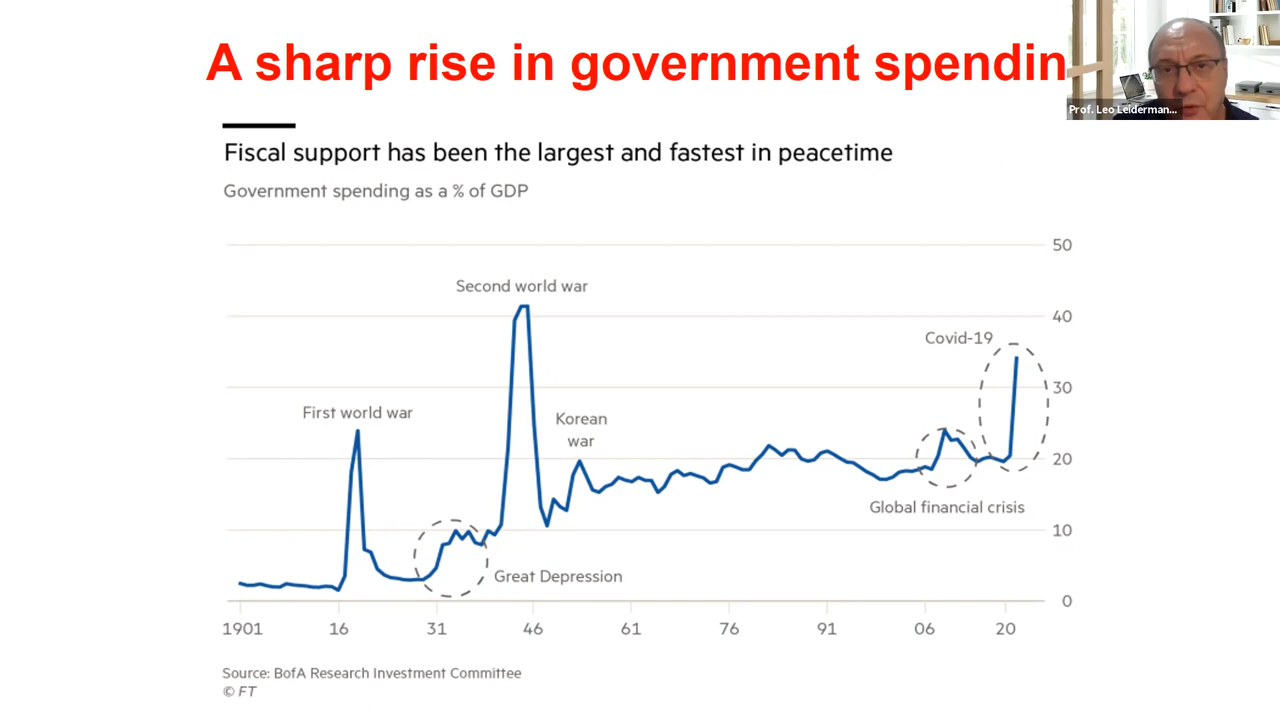 A sharp rise in government spendin
Prof. Leo Leiderman...
Fiscal support has been the largest and fastest in peacetime
Government spending as a % of GDP
50
Second world war
40
Covid-19
30
First world war
Korean
war
20
Global financial crisis
10
Great Depression
0
1901 16 31 46 61 76 91 06 20
Source: BofA Research Investment Committee
© FT